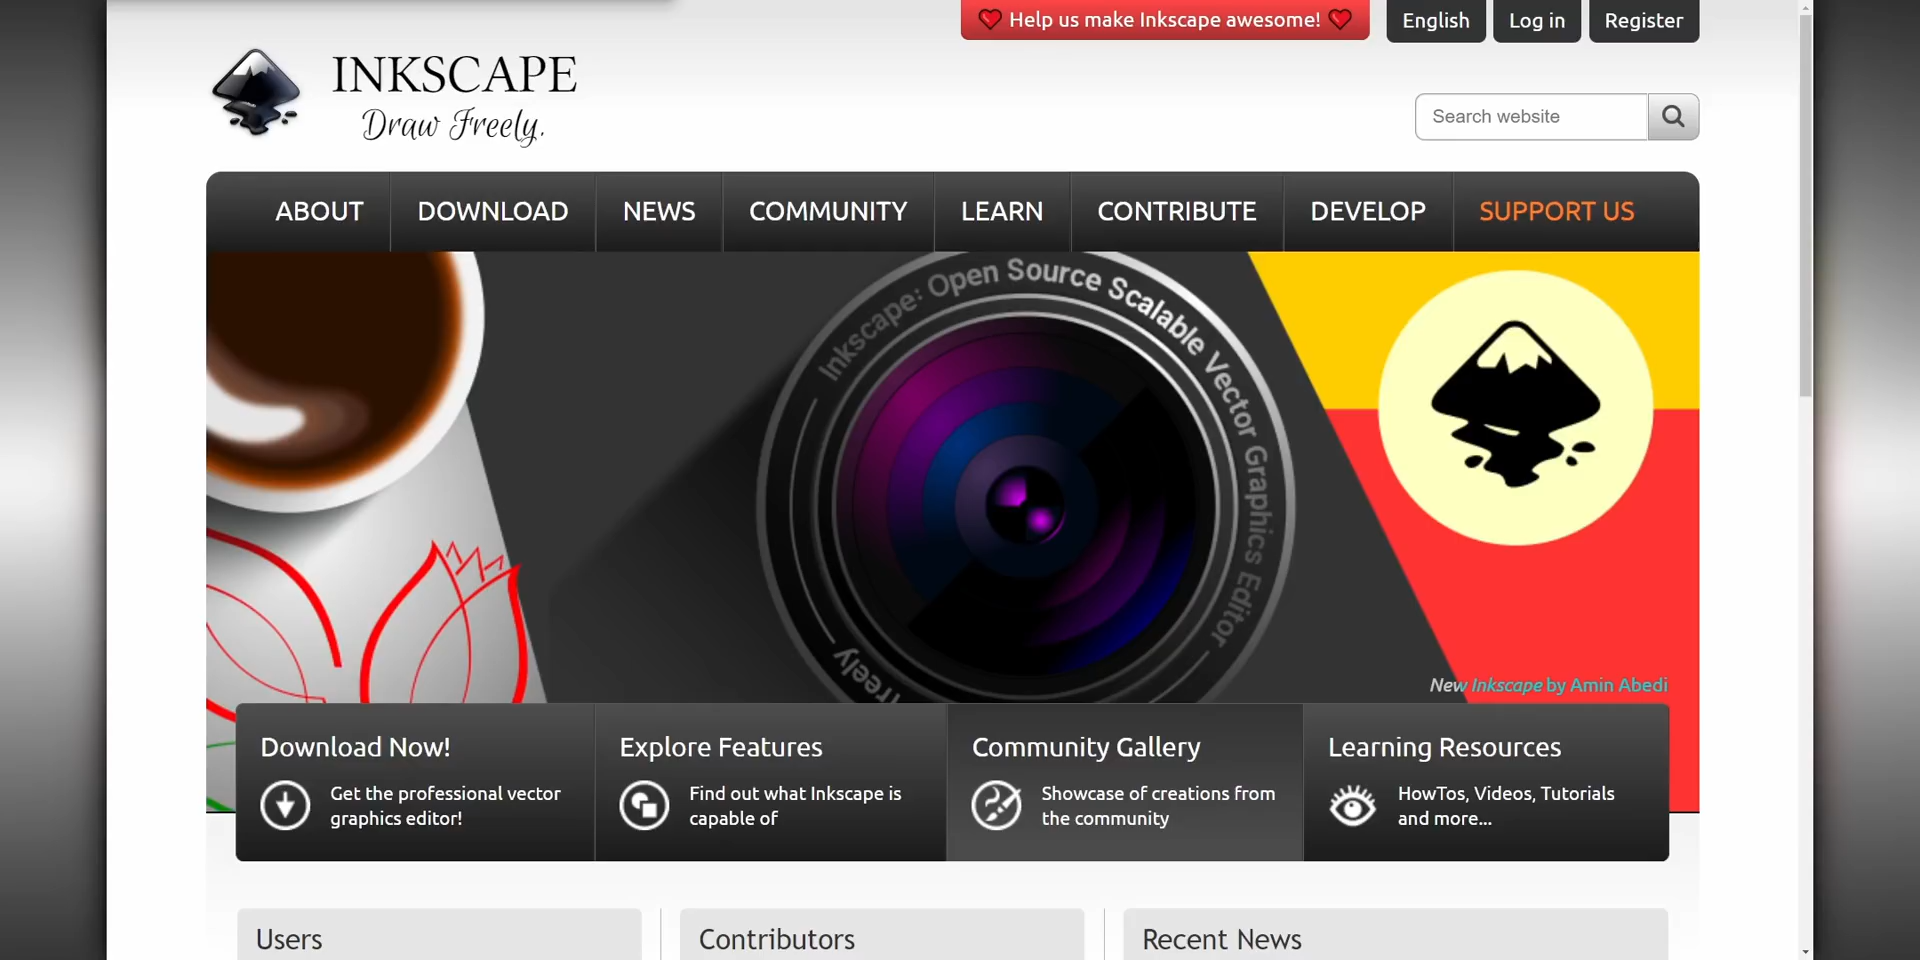 Help us make Inkscape awesome!
English
Log in
Register
INKSCAPE
Draw Freely.
Search website
ABOUT
DOWNLOAD
NEWS
COMMUNITY
LEARN
CONTRIBUTE
DEVELOP
SUPPORT US
Inkscape: Open Source Scalable Vector Graphics Editor
Freely
New Inkscape by Amin Abedi
Download Now!
Get the professional vector
graphics editor!
Explore Features
Find out what Inkscape is
capable of
Community Gallery
Showcase of creations from
the community
Learning Resources
HowTos, Videos, Tutorials
and more...
Users
Contributors
Recent News